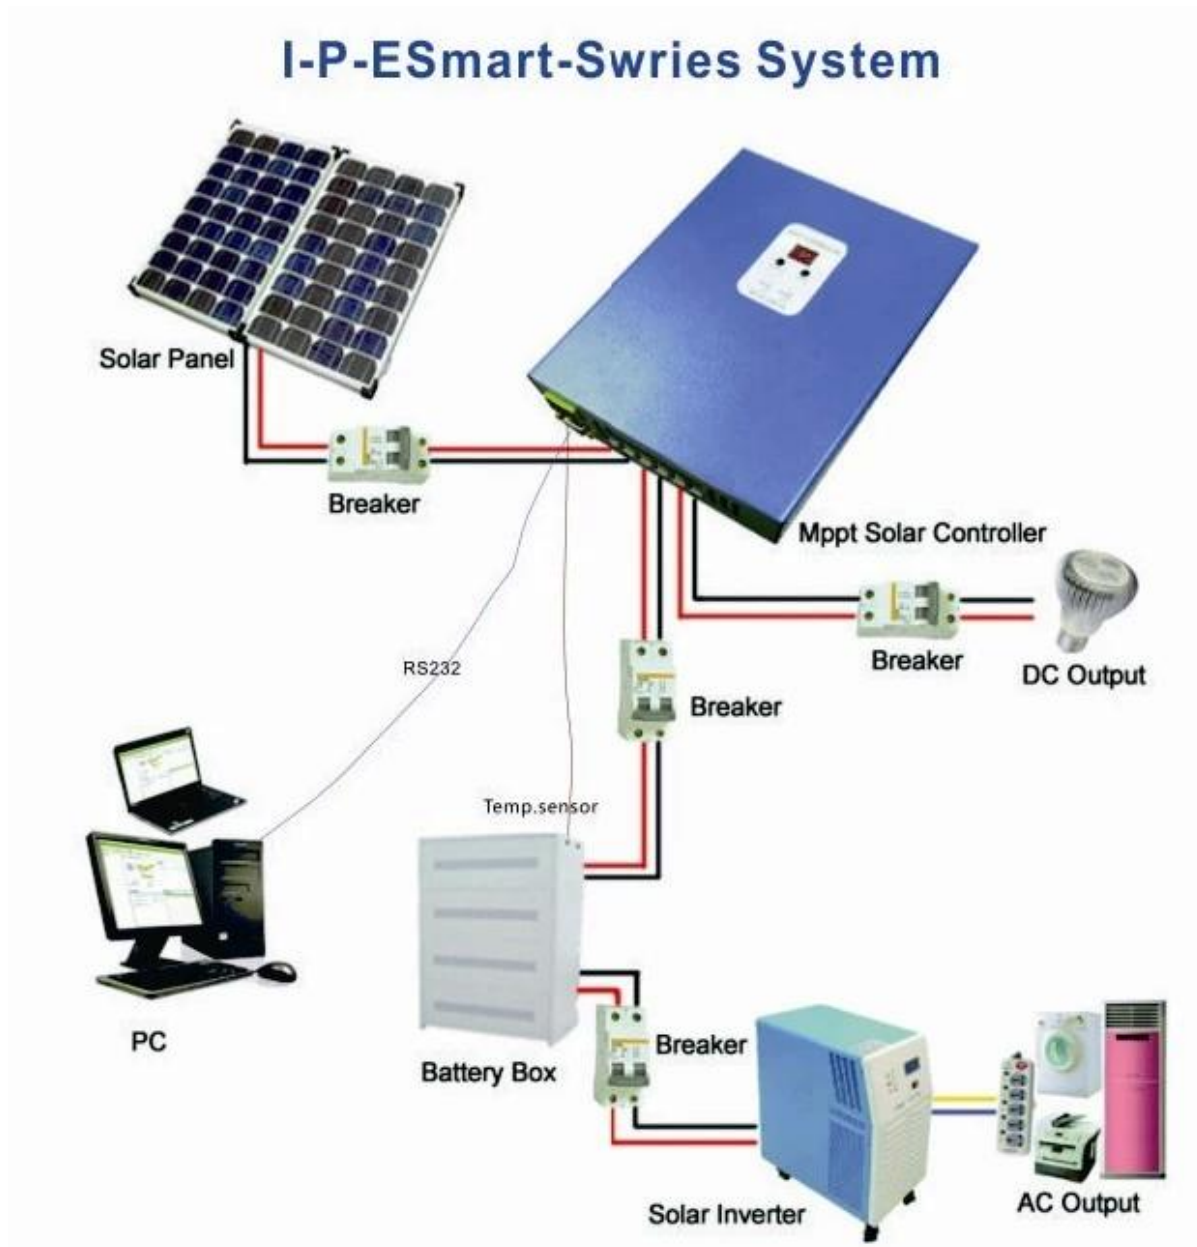 I-P-ESmart-Swries System
Solar Panel
Breaker
Mppt Solar Controller
Breaker
DC Output
RS232
Breaker
Temp.sensor
PC
Battery Box
Breaker
Solar Inverter
AC Output